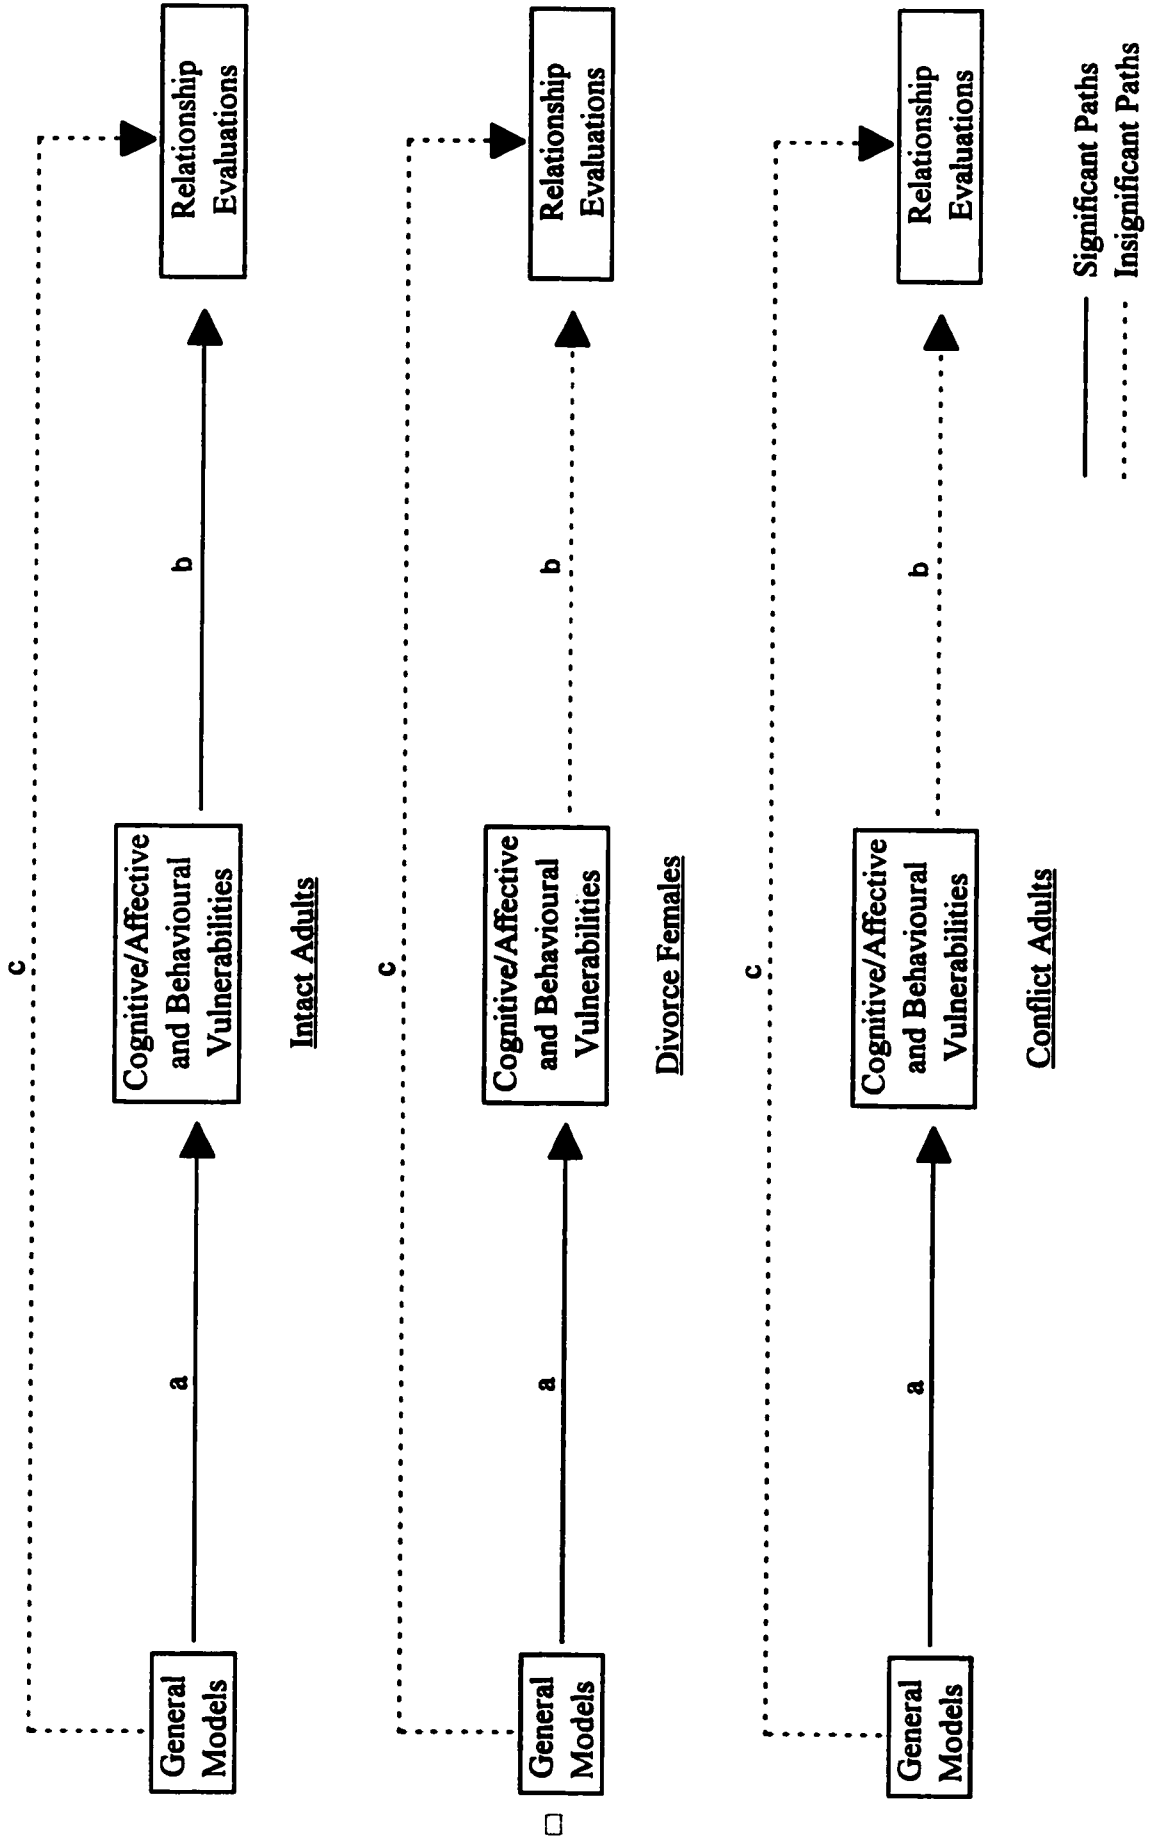 c
General
Models
a
Cognitive/Affective
and Behavioural
Vulnerabilities
b
Relationship
Evaluations
Intact Adults
c
General
Models
a
Cognitive/Affective
and Behavioural
Vulnerabilities
b
Relationship
Evaluations
Divorce Females
c
General
Models
a
Cognitive/Affective
and Behavioural
Vulnerabilities
b
Relationship
Evaluations
Conflict Adults
Significant Paths
Insignificant Paths